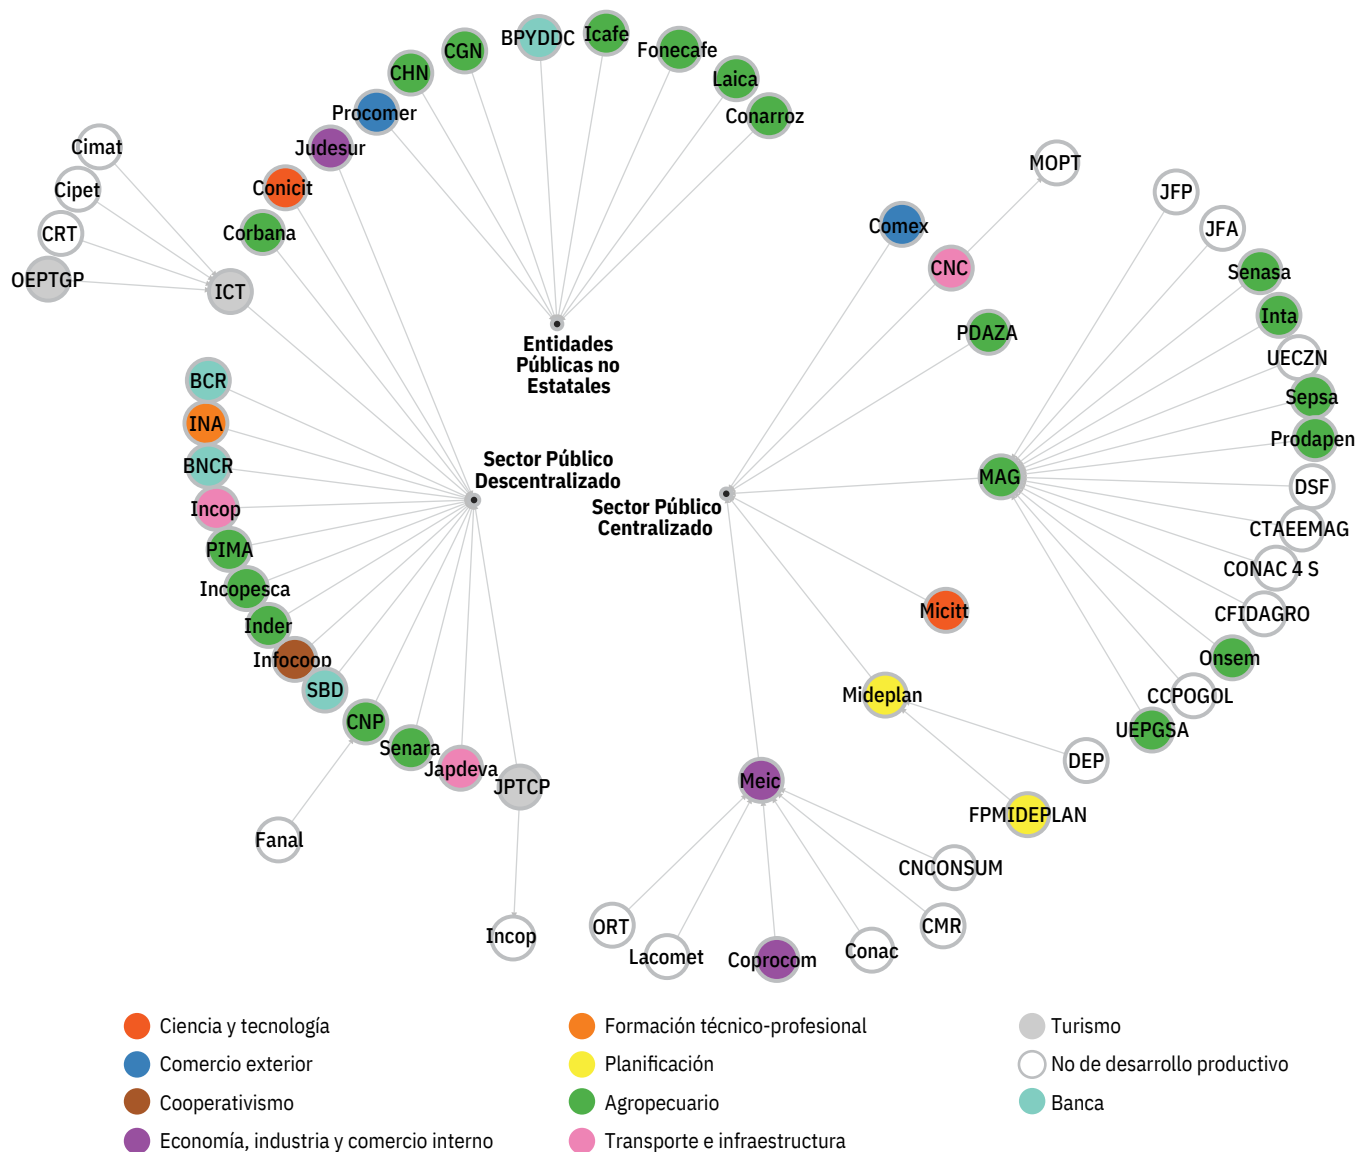 Icafe
BPYDDC
CGN
Fonecafe
CHN
Laica
Procomer
Conarroz
Cimat
Judesur
MOPT
Cipet
Conicit
JFP
CRT
Corbana
Comex
JFA
OEPTGP
ICT
CNC
Senasa
Inta
PDAZA
Entidades
Públicas no
Estatales
UECZN
BCR
Sepsa
INA
Prodapen
BNCR
Sector Público
Descentralizado
MAG
DSF
Incop
Sector Público
Centralizado
CTAEEMAG
PIMA
CONAC 4 S
Incopesca
Micitt
CFIDAGRO
Inder
Infocoop
Onsem
SBD
Mideplan
CCPOGOL
CNP
UEPGSA
Senara
DEP
Japdeva
JPTCP
Meic
Fanal
FPMIDEPLAN
CNCONSUM
Incop
ORT
CMR
Lacomet
Coprocom
Conac
Ciencia y tecnología
Comercio exterior
Cooperativismo
Economía, industria y comercio interno
Formación técnico-profesional
Planificación
Agropecuario
Transporte e infraestructura
Turismo
No de desarrollo productivo
Banca